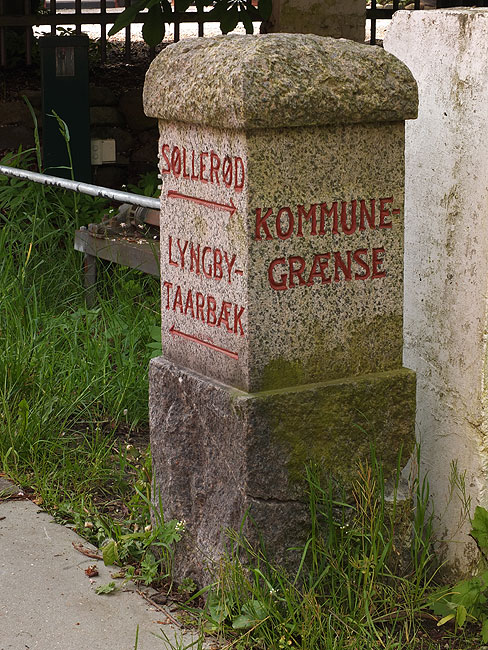 SØLLERØD
LYNGBY-
TAARBÆK
KOMMUNE-
GRÆNSE